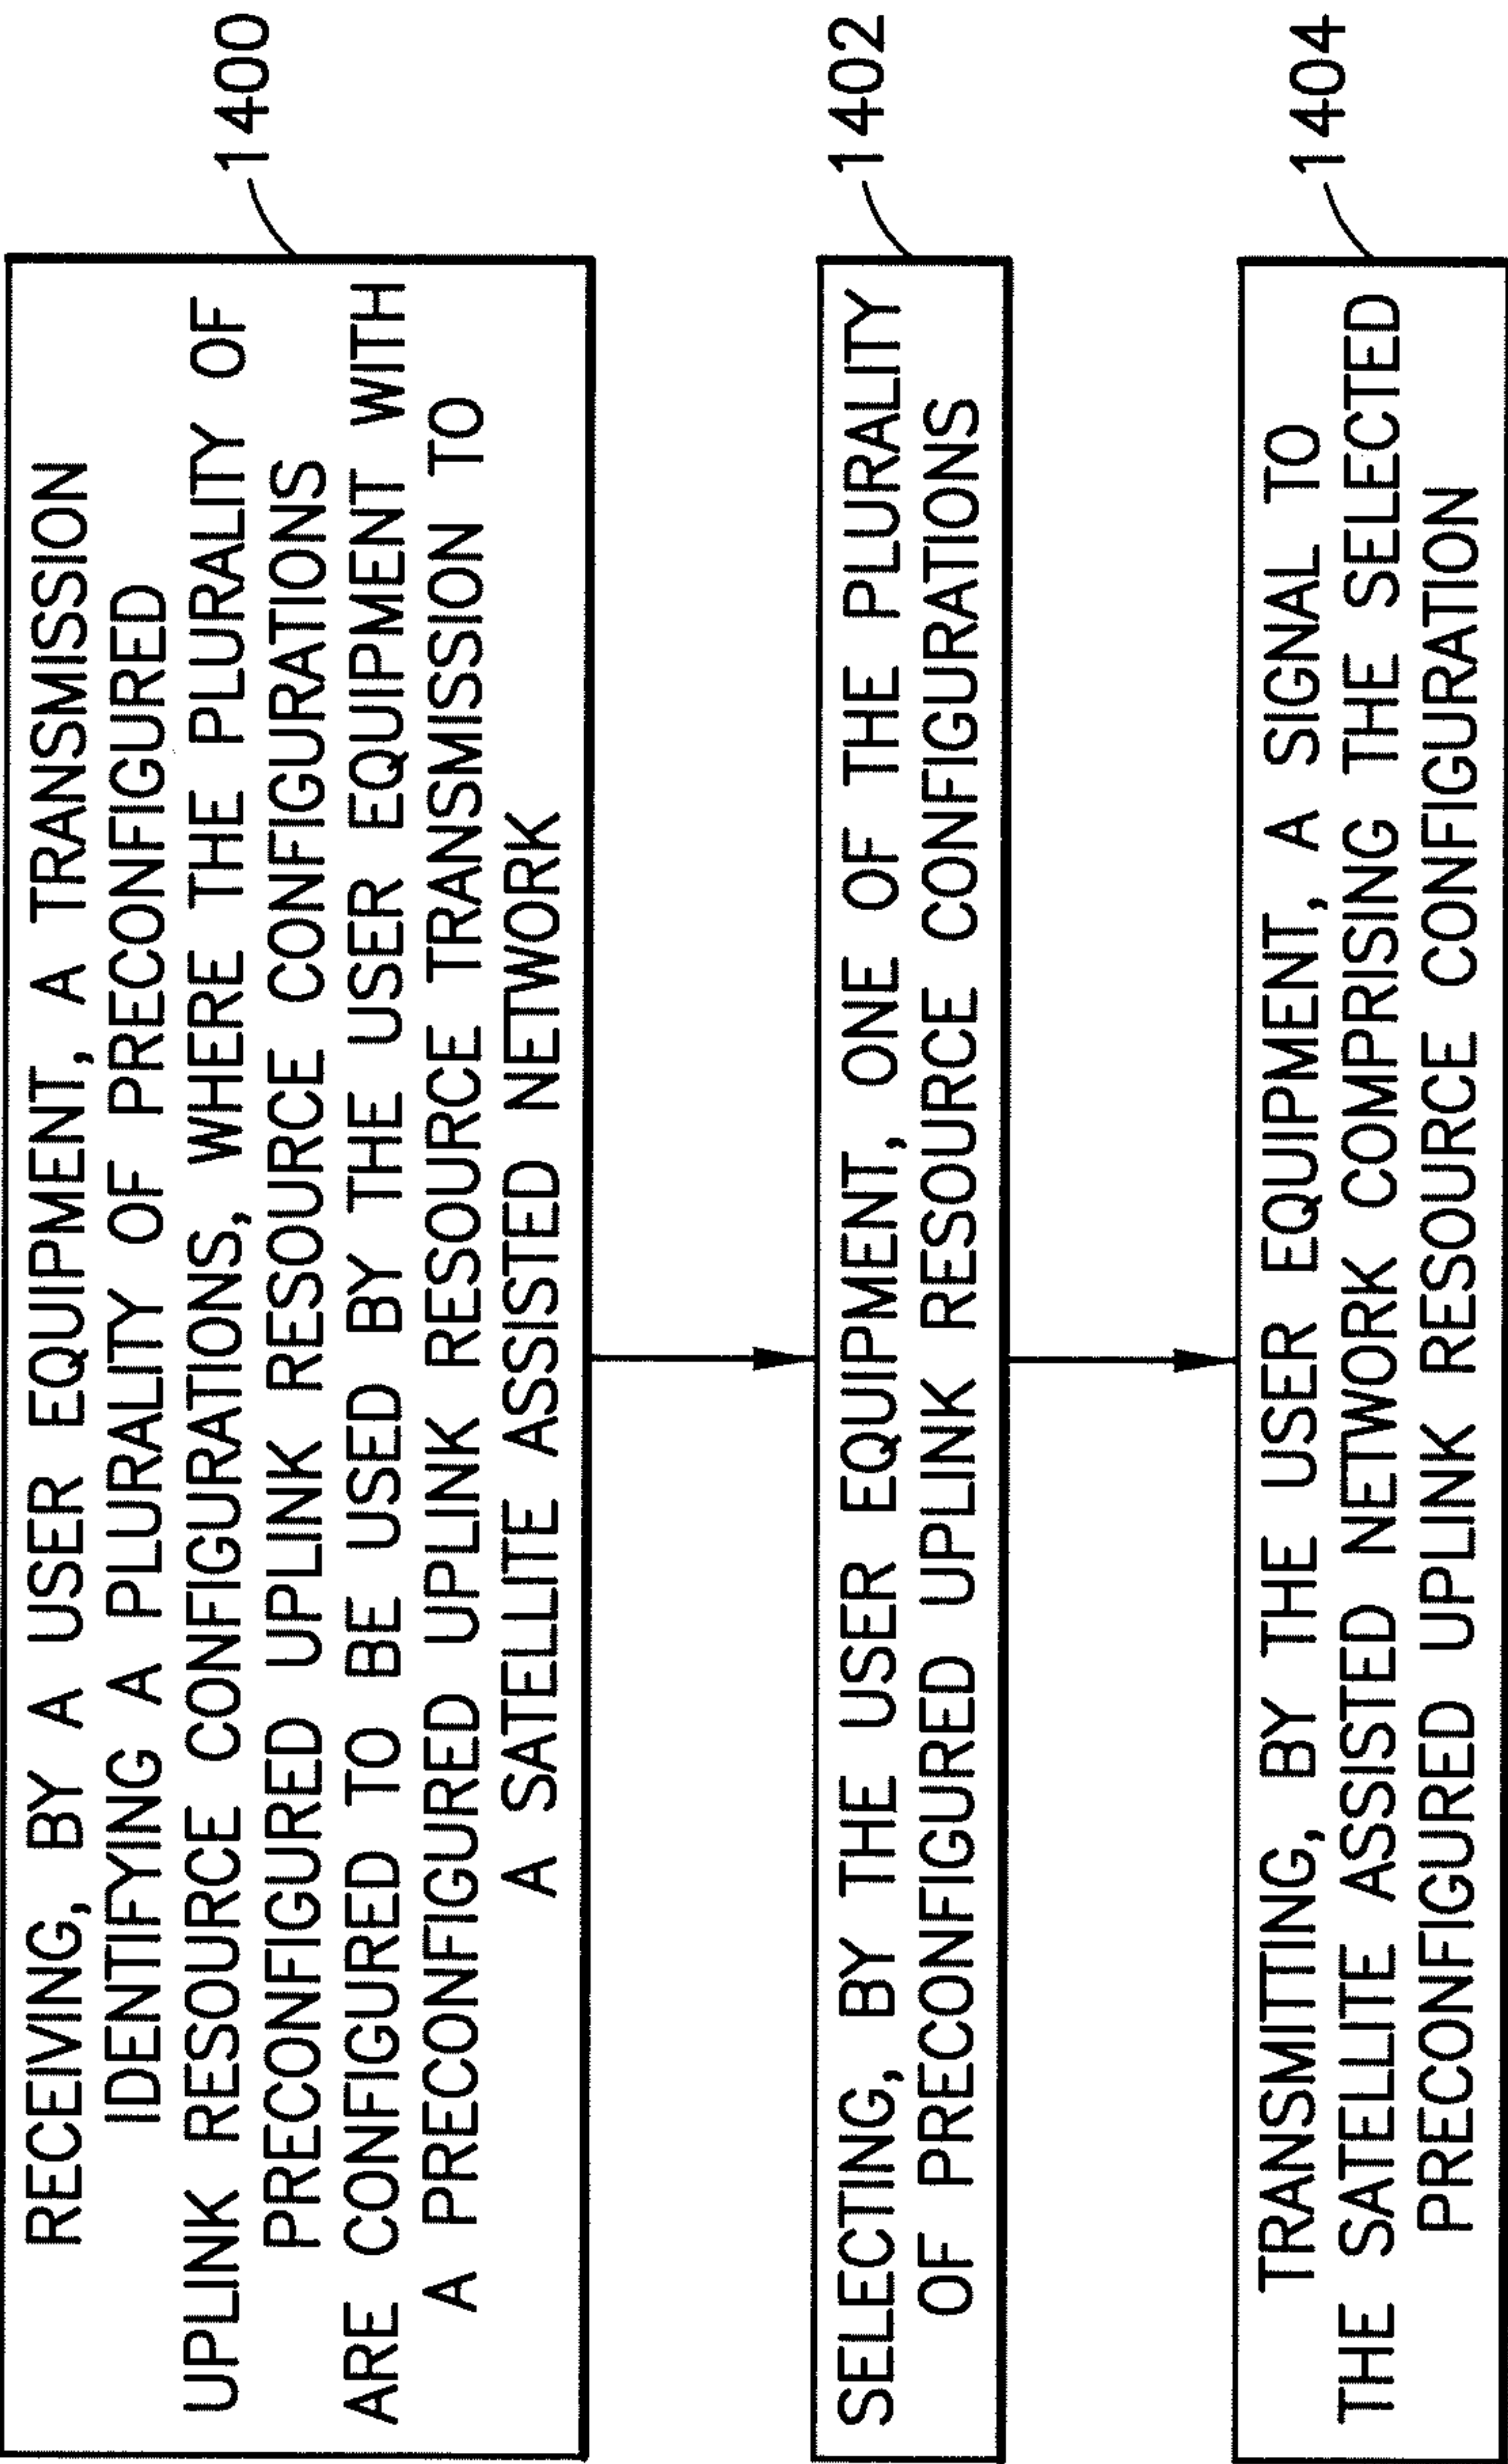 RECEIVING, BY A USER EQUIPMENT, A TRANSMISSION
IDENTIFYING A PLURALITY OF PRECONFIGURED
UPLINK RESOURCE CONFIGURATIONS, WHERE THE PLURALITY OF
PRECONFIGURED UPLINK RESOURCE CONFIGURATIONS
ARE CONFIGURED TO BE USED BY THE USER EQUIPMENT WITH
A PRECONFIGURED UPLINK RESOURCE TRANSMISSION TO
A SATELLITE ASSISTED NETWORK
1400
SELECTING, BY THE USER EQUIPMENT, ONE OF THE PLURALITY
OF PRECONFIGURED UPLINK RESOURCE CONFIGURATIONS
1402
TRANSMITTING, BY THE USER EQUIPMENT, A SIGNAL TO
THE SATELLITE ASSISTED NETWORK COMPRISING THE SELECTED
PRECONFIGURED UPLINK RESOURCE CONFIGURATION
1404